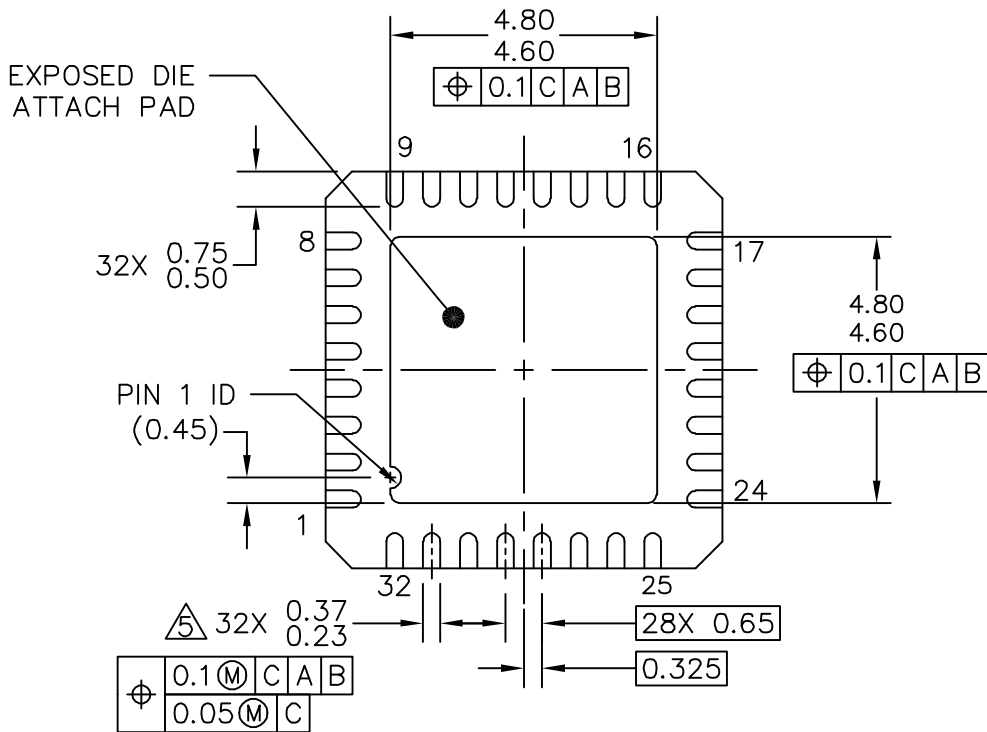 4.80
4.60
⌖ 0.1 C A B
EXPOSED DIE
ATTACH PAD
9
16
8
17
32X 0.75
0.50
4.80
4.60
⌖ 0.1 C A B
PIN 1 ID
(0.45)
1
24
32
25
5 32X 0.37
0.23
28X 0.65
0.325
⌖ 0.1 Ⓜ C A B
0.05 Ⓜ C